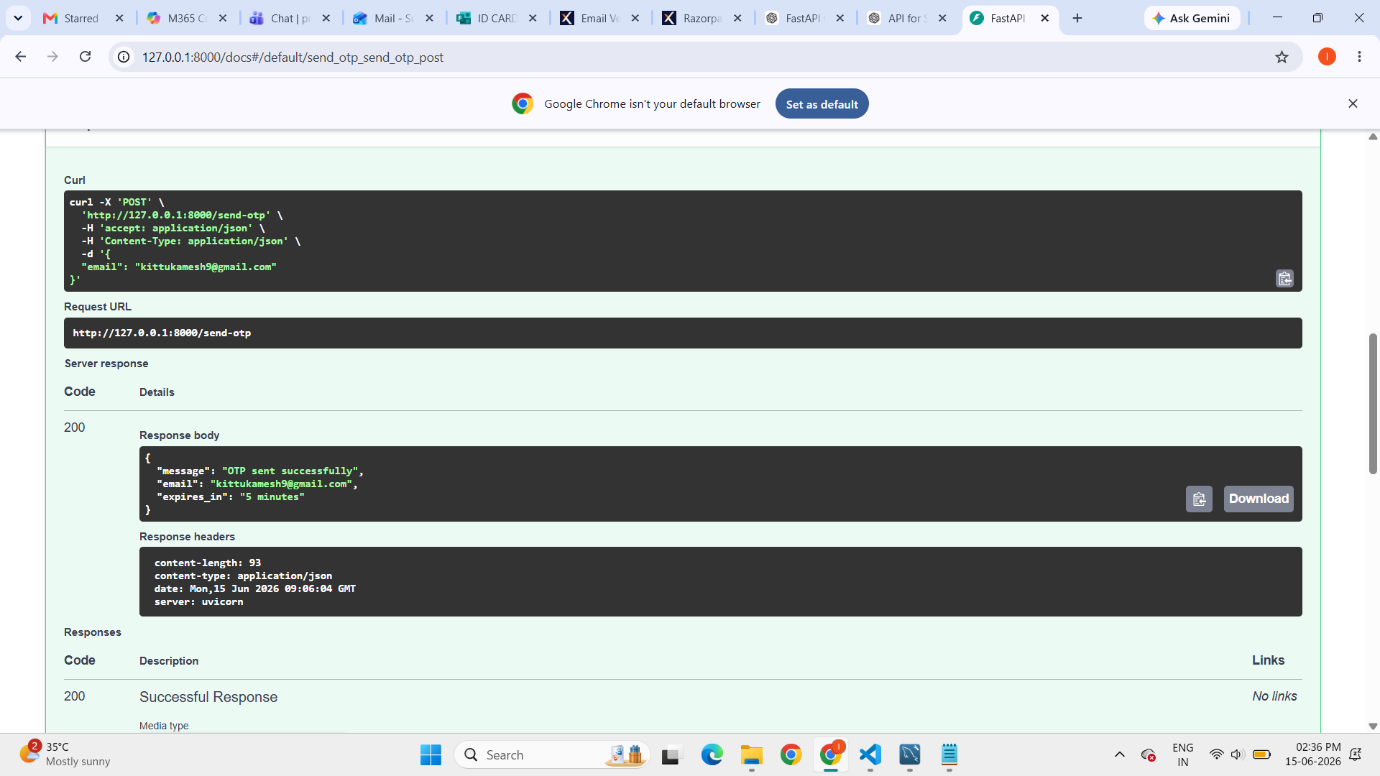 Starred
M365 C
Chat | p
Mail - S
ID CARD
Email Ve
Razorpa
FastAPI
API for S
FastAPI
Ask Gemini
127.0.0.1:8000/docs#/default/send_otp_send_otp_post
I
Google Chrome isn't your default browser
Set as default
Curl
curl -X 'POST' \
'http://127.0.0.1:8000/send-otp' \
-H 'accept: application/json' \
-H 'Content-Type: application/json' \
-d '{
"email": "kittukamesh9@gmail.com"
}'
Request URL
http://127.0.0.1:8000/send-otp
Server response
Code Details
200
Response body
{
"message": "OTP sent successfully",
"email": "kittukamesh9@gmail.com",
"expires_in": "5 minutes"
}
Download
Response headers
content-length: 93
content-type: application/json
date: Mon,15 Jun 2026 09:06:04 GMT
server: uvicorn
Responses
Code Description Links
200 Successful Response No links
Media type
2
35°C
Mostly sunny
Search
ENG
IN
02:36 PM
15-06-2026